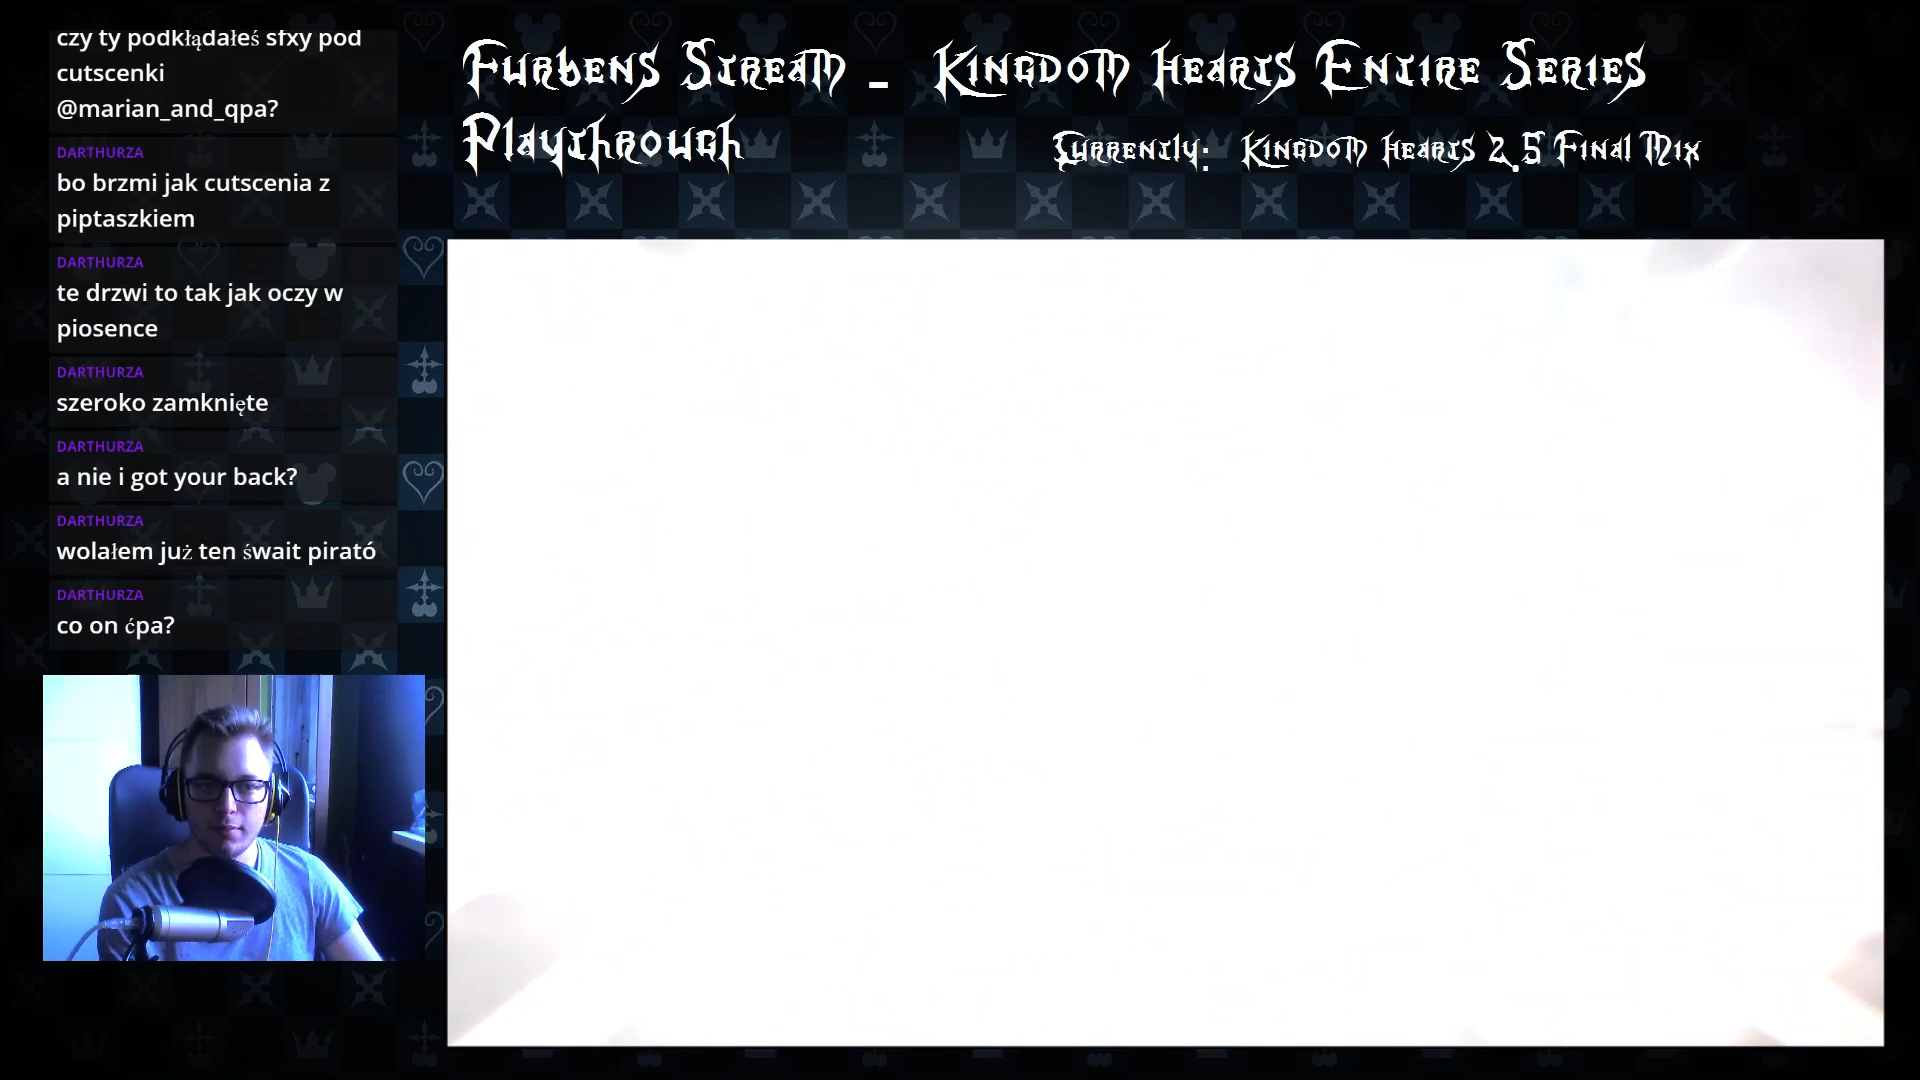 czy ty podkłądałeś sfxy pod
cutscenki
@marian_and_qpa?
DARTHURZA
bo brzmi jak cutscenia z
piptaszkiem
DARTHURZA
te drzwi to tak jak oczy w
piosence
DARTHURZA
szeroko zamknięte
DARTHURZA
a nie i got your back?
DARTHURZA
wolałem już ten śwait pirató
DARTHURZA
co on ćpa?
Furbens Stream - Kingdom Hearts Entire Series
Playthrough
Currently: Kingdom Hearts 2.5 Final Mix